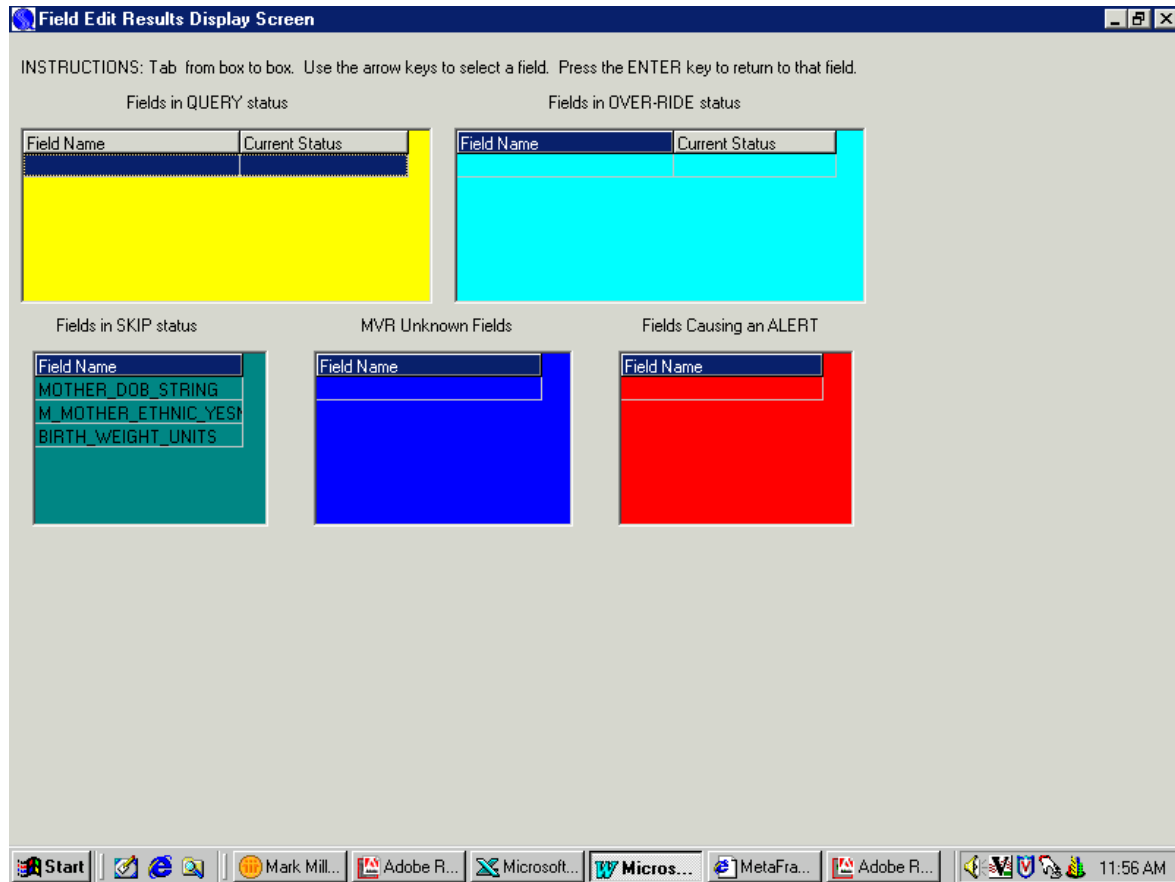 Field Edit Results Display Screen
INSTRUCTIONS: Tab from box to box. Use the arrow keys to select a field. Press the ENTER key to return to that field.
Fields in QUERY status
Fields in OVER-RIDE status
Field Name Current Status
Field Name Current Status
Fields in SKIP status
MVR Unknown Fields
Fields Causing an ALERT
Field Name
MOTHER_DOB_STRING
M_MOTHER_ETHNIC_YES
BIRTH_WEIGHT_UNITS
Field Name
Field Name
Start Mark Mill... Adobe R... Microsoft... Micros... MetaFra... Adobe R... 11:56 AM